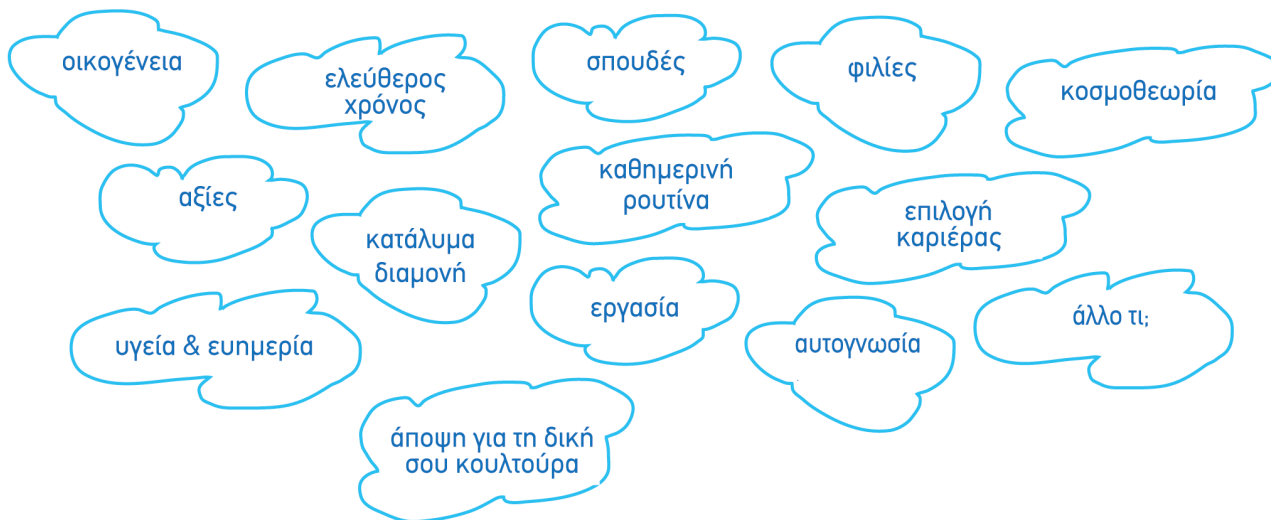 οικογένεια
ελεύθερος
χρόνος
σπουδές
φιλίες
κοσμοθεωρία
αξίες
κατάλυμα
διαμονή
καθημερινή
ρουτίνα
επιλογή
καριέρας
υγεία & ευημερία
εργασία
αυτογνωσία
άλλο τι;
άποψη για τη δική
σου κουλτούρα